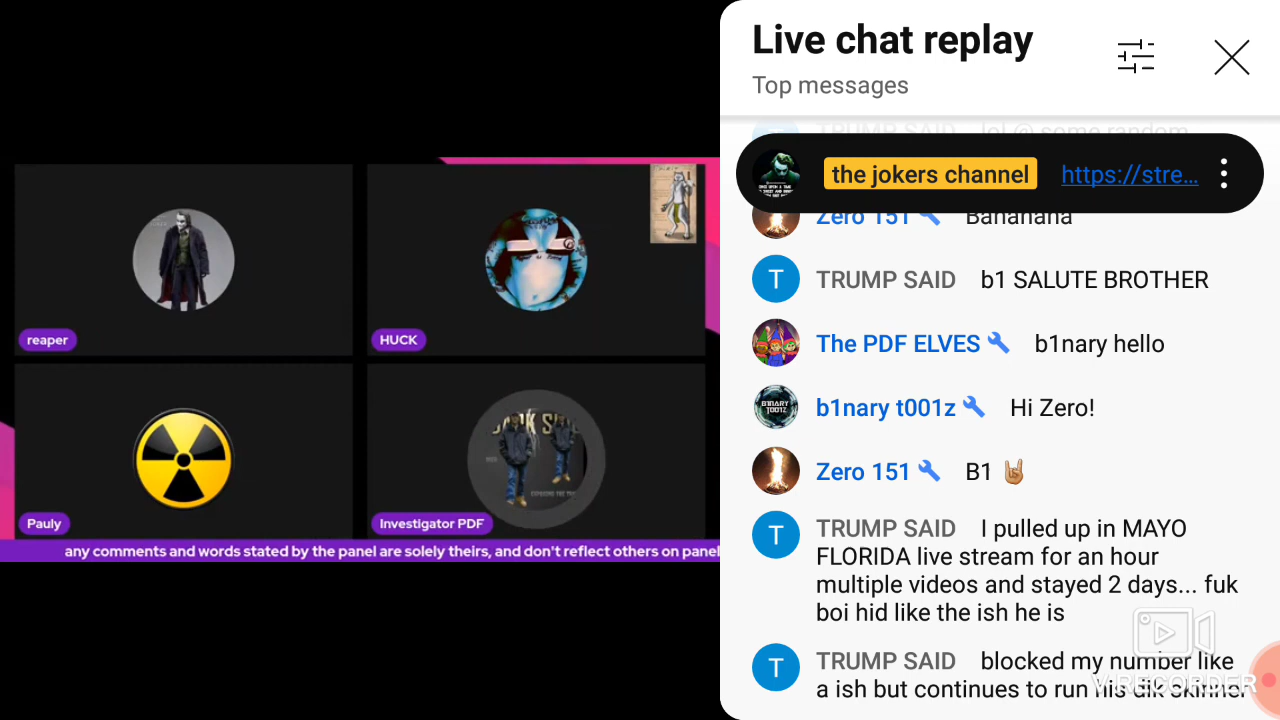 reaper
HUCK
Pauly
Investigator PDF
any comments and words stated by the panel are solely theirs, and don't reflect others on panel
Live chat replay
Top messages
TRUMP SAID lol @ some random
the jokers channel https://stre...
Zero 151 Bananana
T TRUMP SAID b1 SALUTE BROTHER
The PDF ELVES b1nary hello
b1nary t001z Hi Zero!
Zero 151 B1 🤘🏼
T TRUMP SAID I pulled up in MAYO
FLORIDA live stream for an hour
multiple videos and stayed 2 days... fuk
boi hid like the ish he is
T TRUMP SAID blocked my number like
a ish but continues to run his dik skinner
V RECORDER